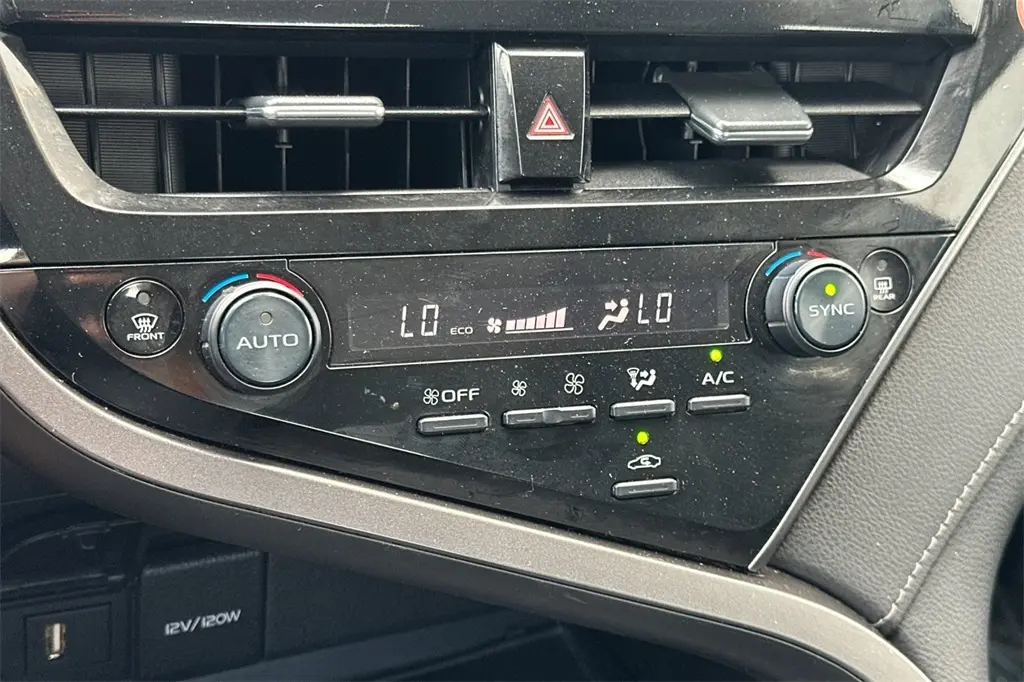 FRONT
AUTO
LO ECO LO
SYNC
REAR
OFF
A/C
12V/120W